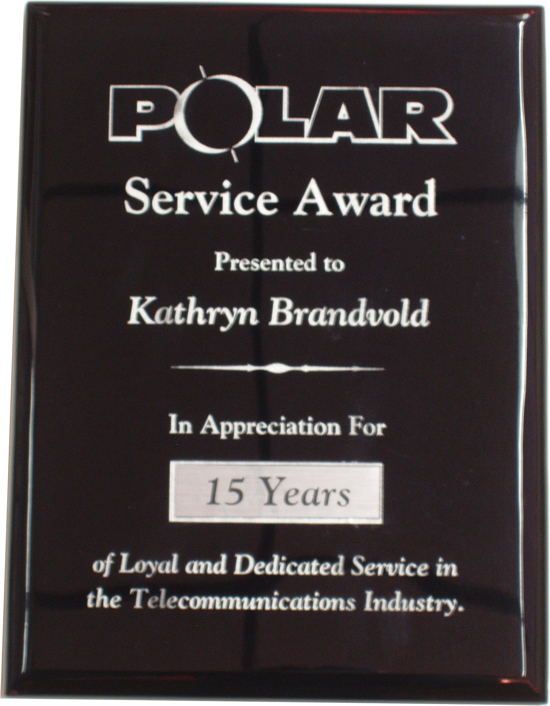 POLAR
Service Award
Presented to
Kathryn Brandvold
In Appreciation For
15 Years
of Loyal and Dedicated Service in
the Telecommunications Industry.